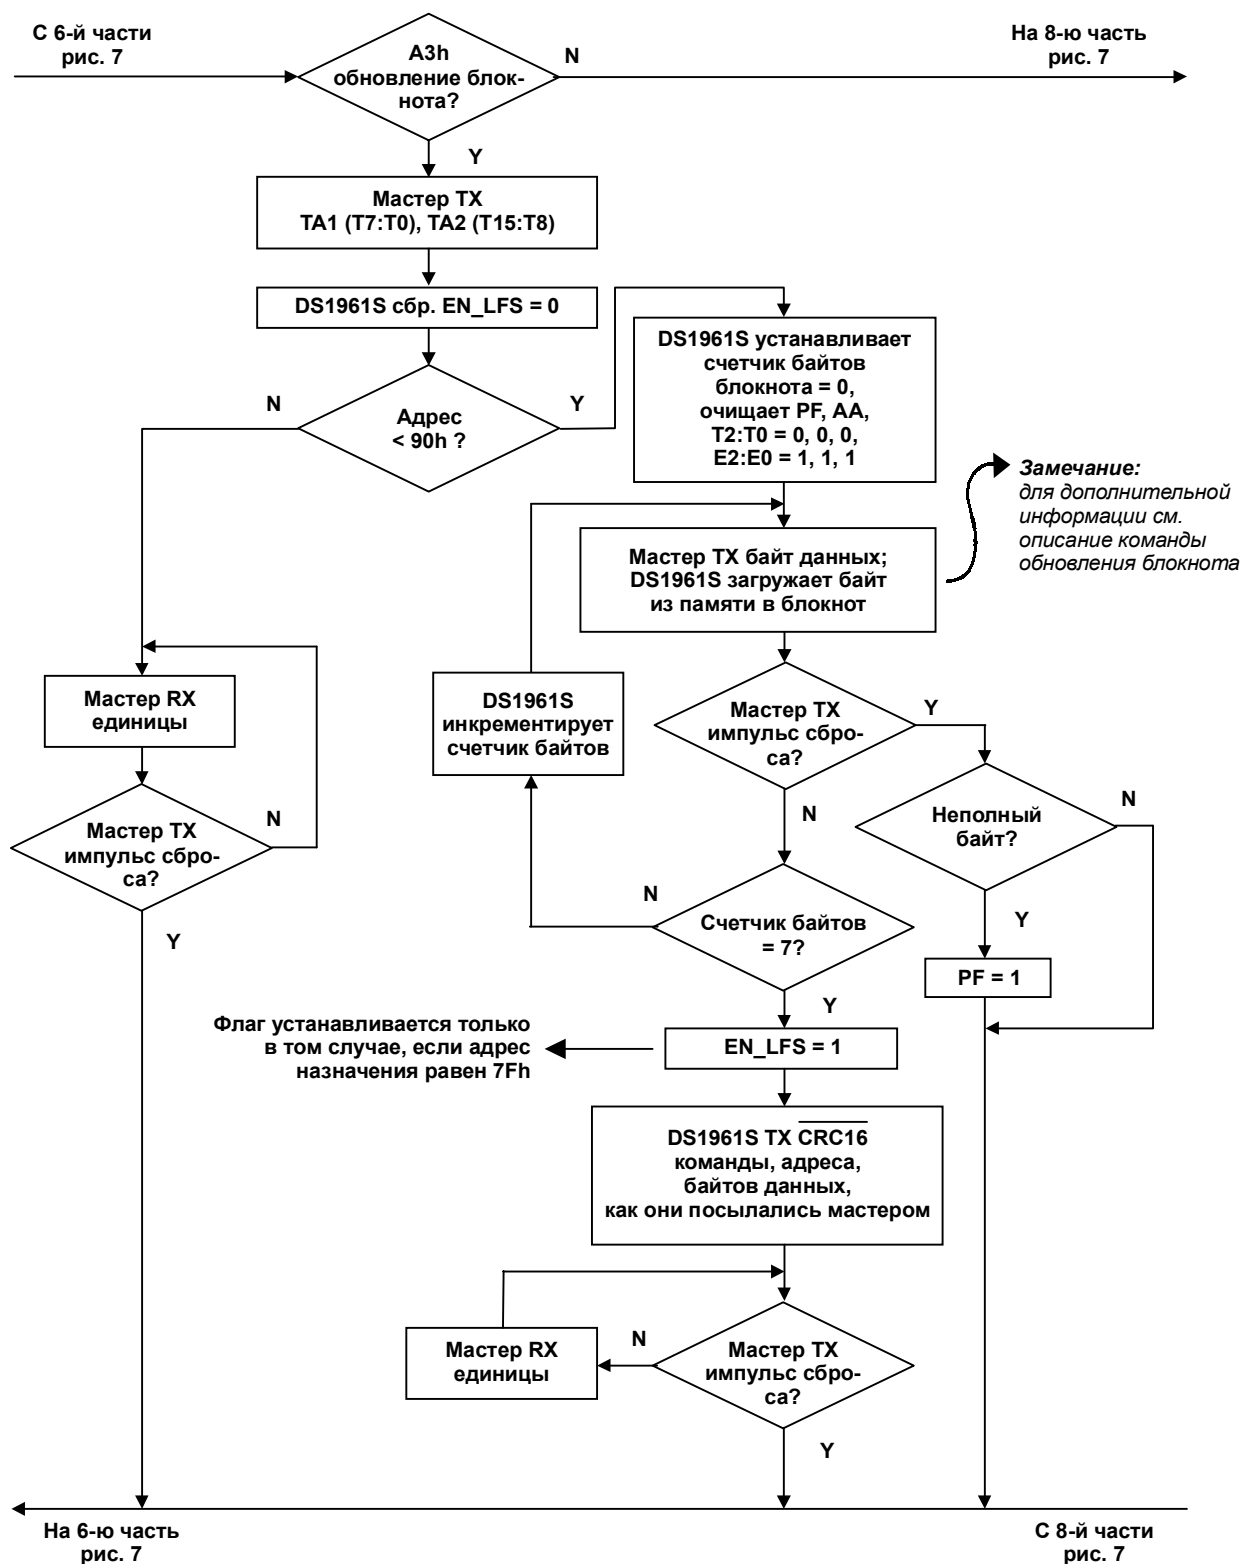 С 6-й части
рис. 7
A3h
обновление блок-
нота?
N
На 8-ю часть
рис. 7
Y
Мастер TX
TA1 (T7:T0), TA2 (T15:T8)
DS1961S сбр. EN_LFS = 0
N
Адрес
< 90h ?
Y
DS1961S устанавливает
счетчик байтов
блокнота = 0,
очищает PF, AA,
T2:T0 = 0, 0, 0,
E2:E0 = 1, 1, 1
Замечание:
для дополнительной
информации см.
описание команды
обновления блокнота
Мастер TX байт данных;
DS1961S загружает байт
из памяти в блокнот
Мастер RX
единицы
DS1961S
инкрементирует
счетчик байтов
Мастер TX
импульс сбро-
са?
Y
N
Неполный
байт?
N
Мастер TX
импульс сбро-
са?
N
Y
N
Счетчик байтов
= 7?
Y
Y
PF = 1
Флаг устанавливается только
в том случае, если адрес
назначения равен 7Fh
EN_LFS = 1
DS1961S TX CRC16
команды, адреса,
байтов данных,
как они посылались мастером
Мастер RX
единицы
N
Мастер TX
импульс сбро-
са?
Y
На 6-ю часть
рис. 7
С 8-й части
рис. 7